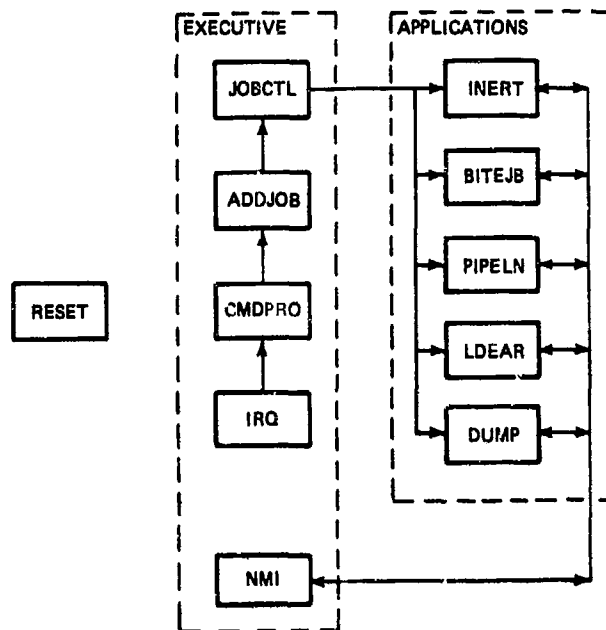 EXECUTIVE
APPLICATIONS
JOBCTL
INERT
ADDJOB
BITEJB
RESET
CMDPRO
PIPELN
IRQ
LDEAR
DUMP
NMI